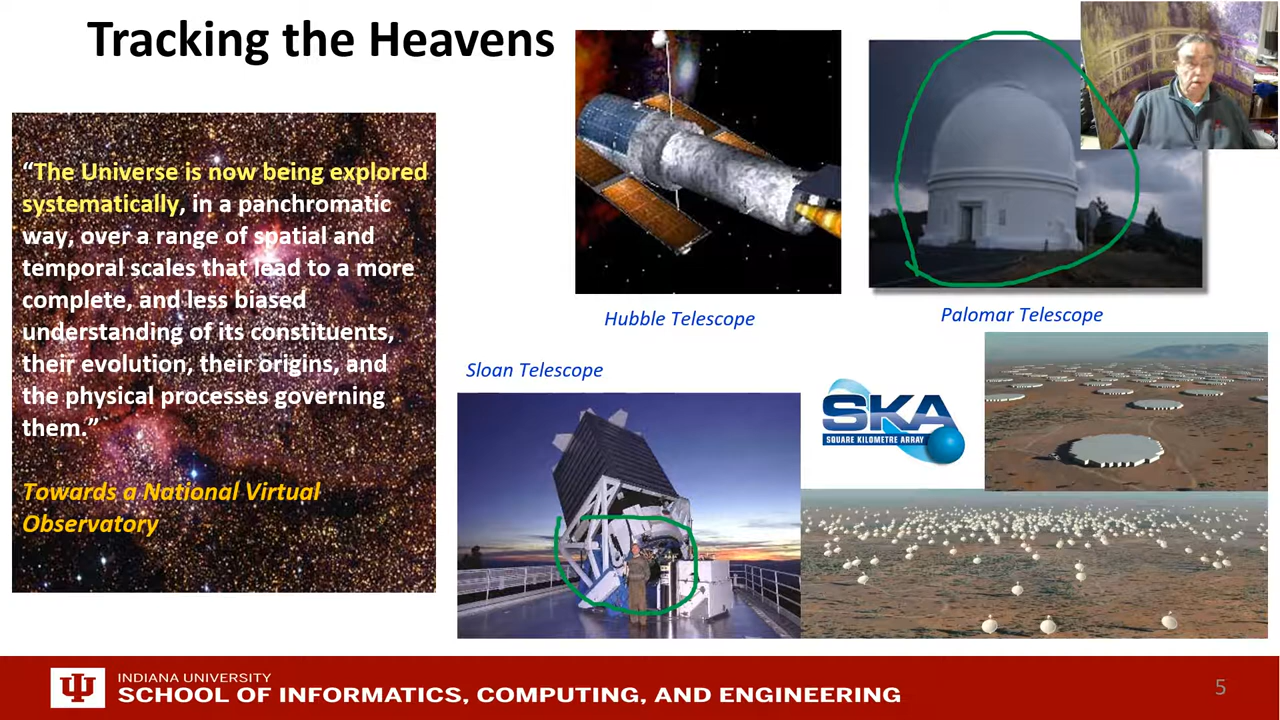 Tracking the Heavens
“The Universe is now being explored
systematically, in a panchromatic
way, over a range of spatial and
temporal scales that lead to a more
complete, and less biased
understanding of its constituents,
their evolution, their origins, and
the physical processes governing
them.”
Towards a National Virtual
Observatory
Hubble Telescope
Palomar Telescope
Sloan Telescope
SKA
SQUARE KILOMETRE ARRAY
INDIANA UNIVERSITY
SCHOOL OF INFORMATICS, COMPUTING, AND ENGINEERING
5